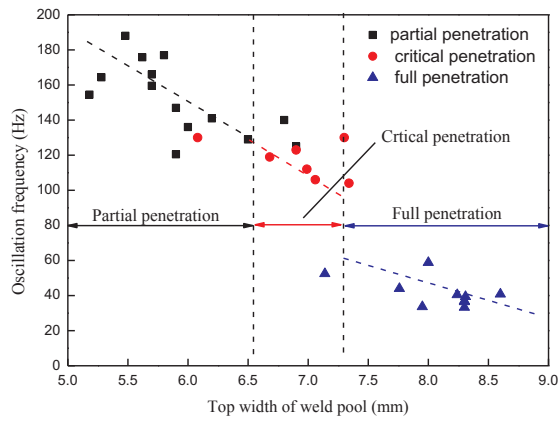 partial penetration
critical penetration
full penetration
Crtical penetration
Partial penetration
Full penetration
Oscillation frequency (Hz)
200
180
160
140
120
100
80
60
40
20
0
5.0 5.5 6.0 6.5 7.0 7.5 8.0 8.5 9.0
Top width of weld pool (mm)